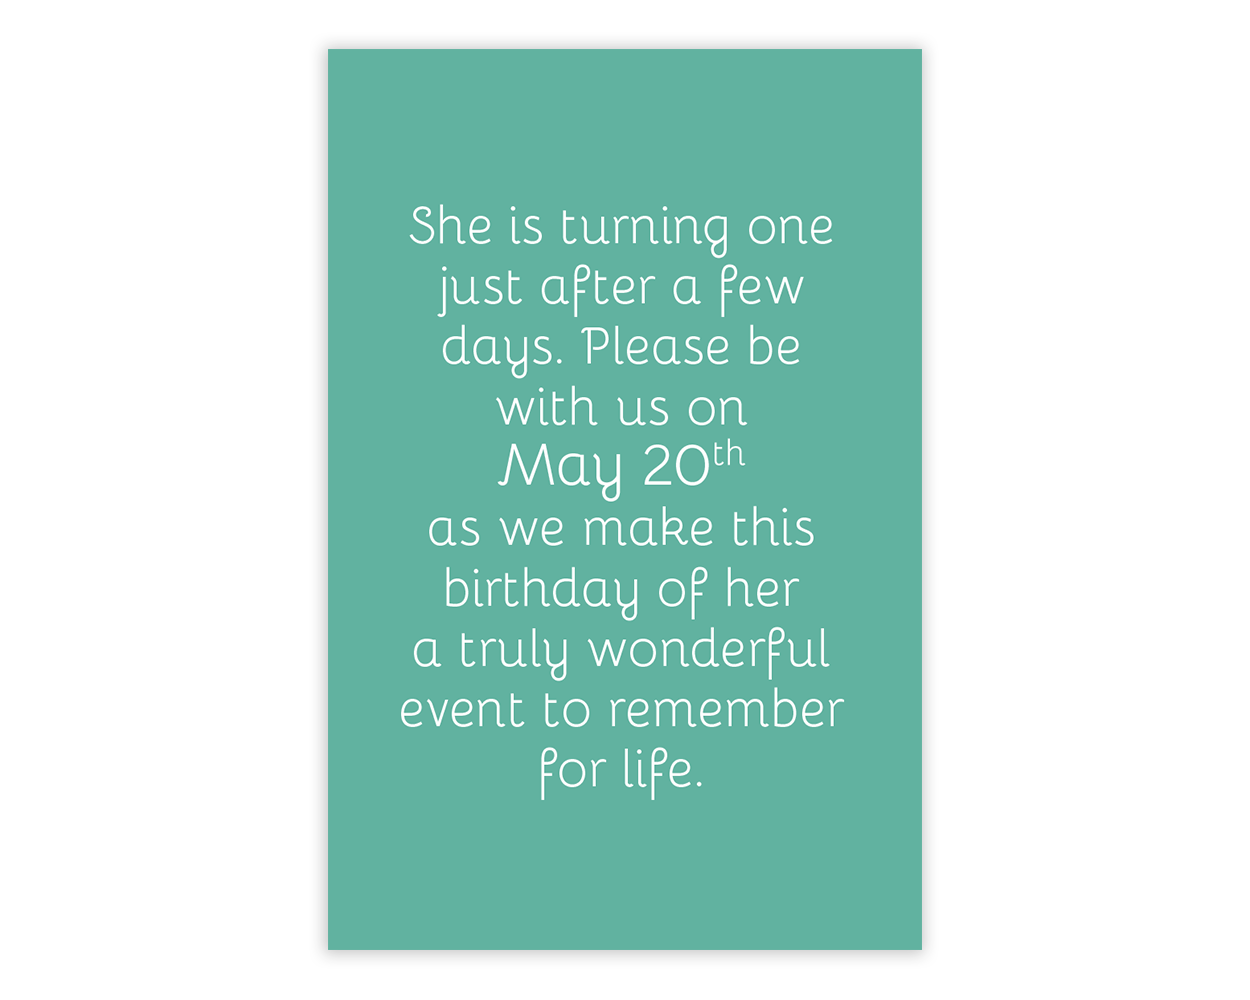 She is turning one
just after a few
days. Please be
with us on
May 20th
as we make this
birthday of her
a truly wonderful
event to remember
for life.